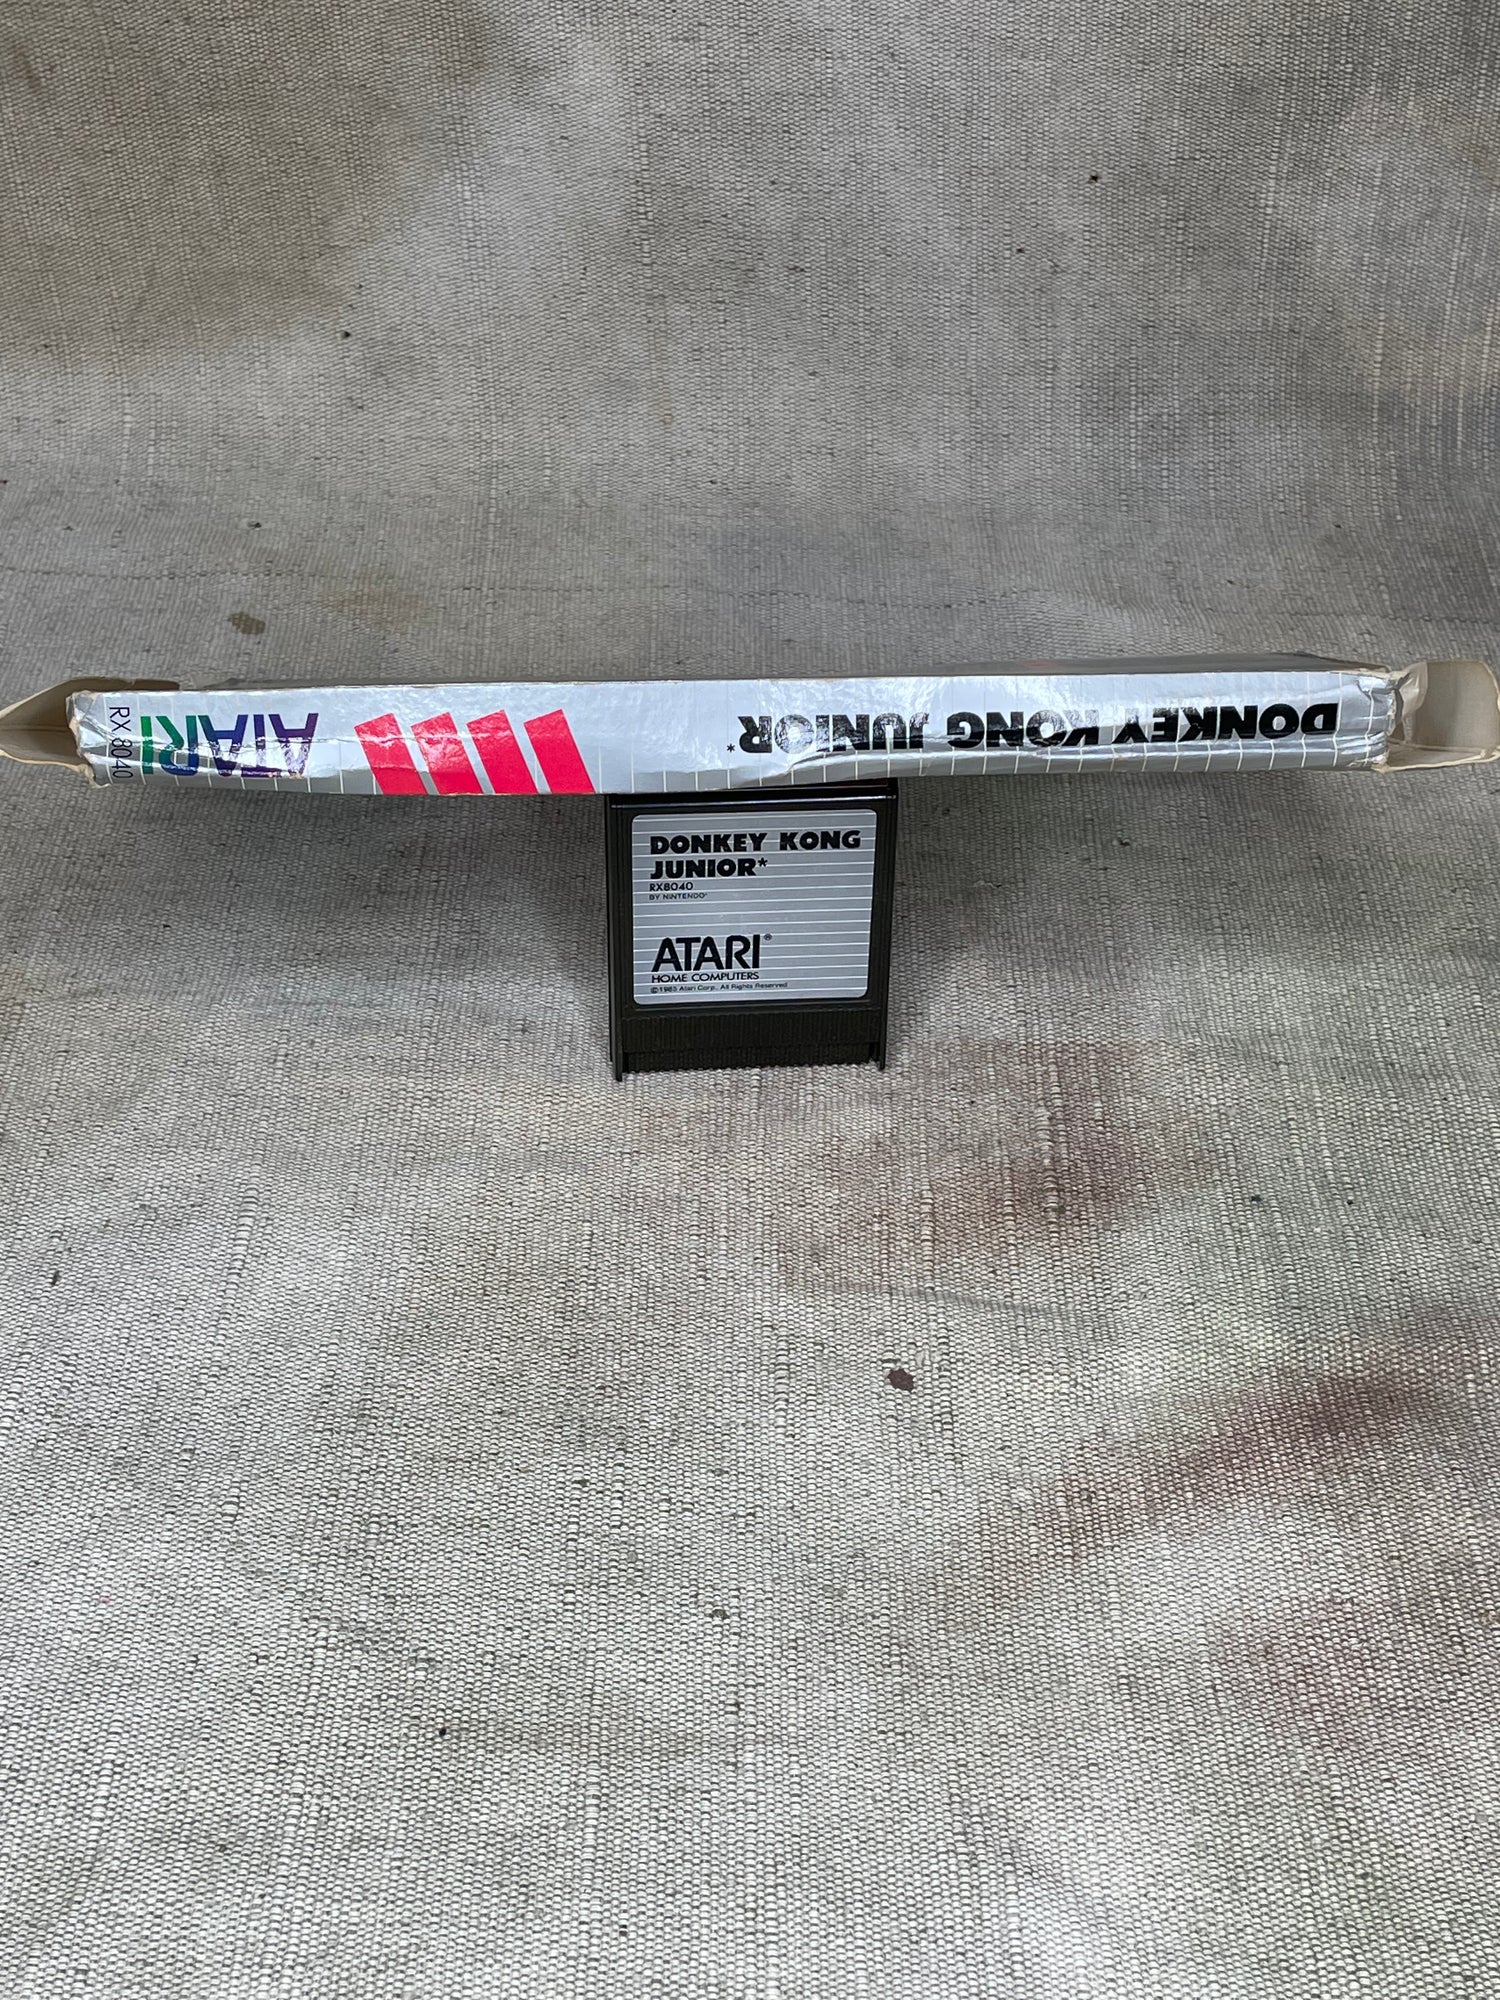 DONKEY KONG JUNIOR*
ATARI
RX 8040
DONKEY KONG
JUNIOR*
RX8040
BY NINTENDO*
ATARI®
HOME COMPUTERS
©1985 Atari Corp. All Rights Reserved